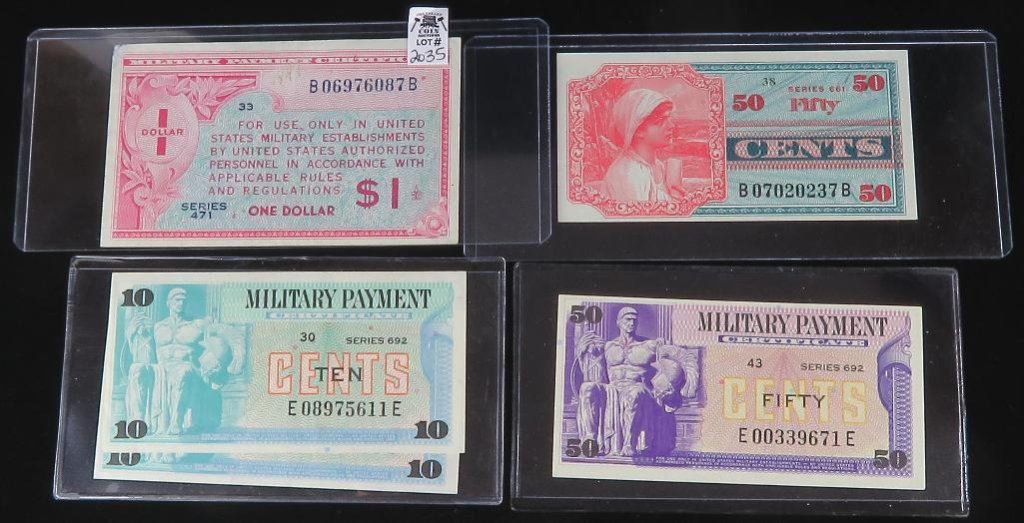 COIN
LOT#
2035
MILITARY PAYMENT CERTIFIC
B06976087B
33
1
DOLLAR
FOR USE ONLY IN UNITED
STATES MILITARY ESTABLISHMENTS
BY UNITED STATES AUTHORIZED
PERSONNEL IN ACCORDANCE WITH
APPLICABLE RULES
AND REGULATIONS
SERIES
471
ONE DOLLAR
$1
38
SERIES 661
50
50
Fifty
CENTS
B07020237B
50
10
MILITARY PAYMENT
CERTIFICATE
30
SERIES 692
CENTS
TEN
E08975611E
10
10
10
10
50
MILITARY PAYMENT
CERTIFICATE
43
SERIES 692
CENTS
FIFTY
E00339671E
50
50